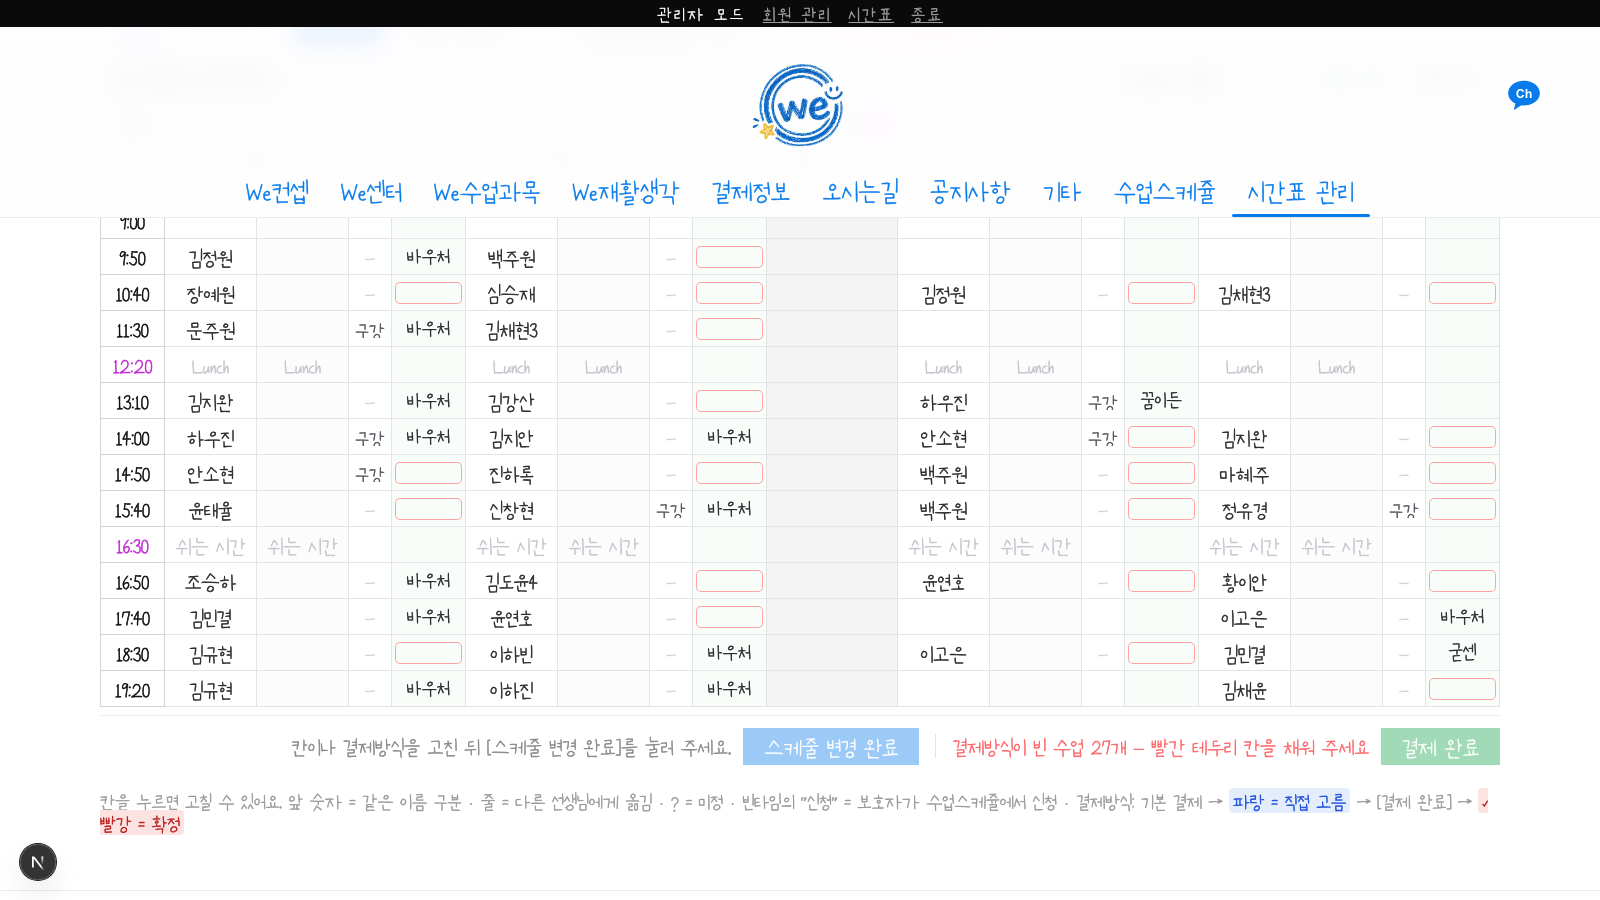 관리자 모드 회원 관리 시간표 종료
we
Ch
We컨셉 We센터 We수업과목 We재활생각 결제정보 오시는길 공지사항 기타 수업스케쥴 시간표 관리
9:00
9:50 김정원 – 바우처 백주원 –
10:40 장예원 – 심승재 – 김정원 – 김채현3 –
11:30 문주원 구강 바우처 김채현3 –
12:20 Lunch Lunch Lunch Lunch Lunch Lunch Lunch Lunch
13:10 김지완 – 바우처 김강산 – 하우진 구강 꿈이든
14:00 하우진 구강 바우처 김지안 – 바우처 안소현 구강 김지완 –
14:50 안소현 구강 진하록 – 백주원 – 마혜주 –
15:40 윤태율 – 신창현 구강 바우처 백주원 – 정유경 구강
16:30 쉬는 시간 쉬는 시간 쉬는 시간 쉬는 시간 쉬는 시간 쉬는 시간 쉬는 시간 쉬는 시간
16:50 조승하 – 바우처 김도윤4 – 윤연호 – 황이안 –
17:40 김민결 – 바우처 윤연호 – 이고은 – 바우처
18:30 김규현 – 이하빈 – 바우처 이고은 – 김민결 – 굳센
19:20 김규현 – 바우처 이하진 – 바우처 김채윤 –
칸이나 결제방식을 고친 뒤 [스케줄 변경 완료]를 눌러 주세요. 스케줄 변경 완료 결제방식이 빈 수업 27개 – 빨간 테두리 칸을 채워 주세요 결제 완료
칸을 누르면 고칠 수 있어요. 앞 숫자 = 같은 이름 구분 · 줄 = 다른 선생님에게 옮김 · ? = 미정 · 빈타임의 "신청" = 보호자가 수업스케줄에서 신청 · 결제방식: 기본 결제 → 파랑 = 직접 고름 → [결제 완료] → ✓
빨강 = 확정
N